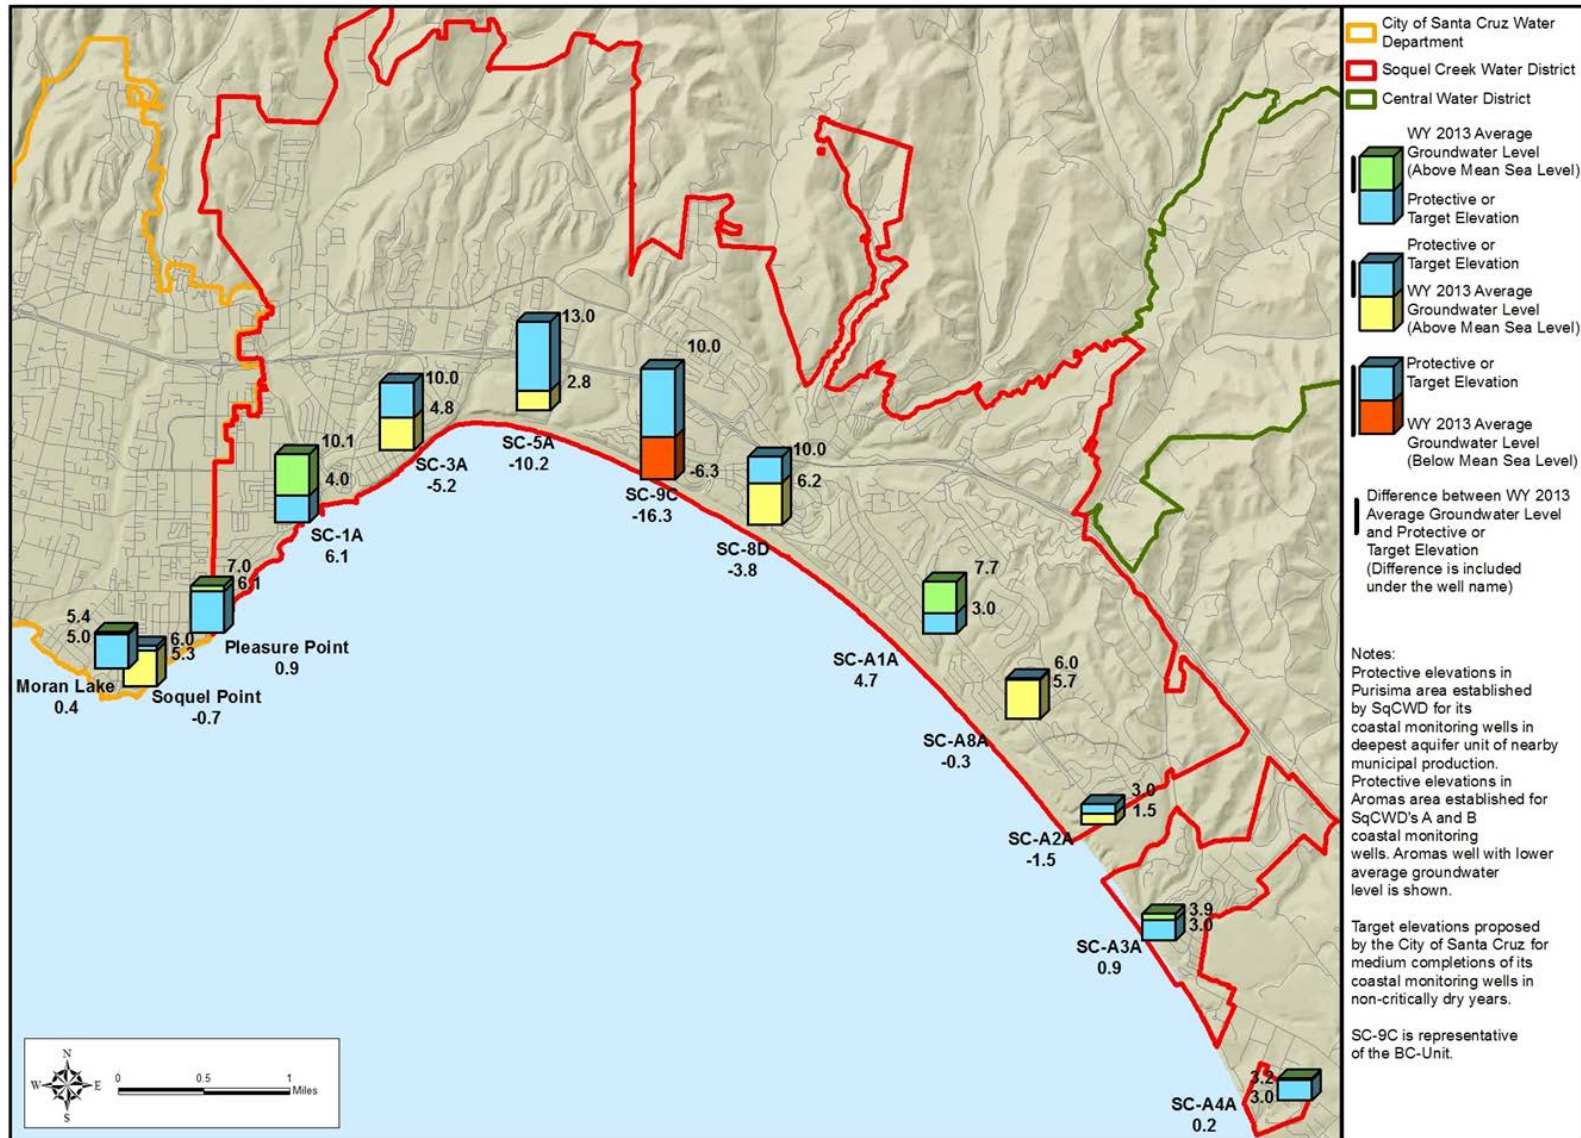 City of Santa Cruz Water
Department
Soquel Creek Water District
Central Water District
WY 2013 Average
Groundwater Level
(Above Mean Sea Level)
Protective or
Target Elevation
Protective or
Target Elevation
WY 2013 Average
Groundwater Level
(Above Mean Sea Level)
Protective or
Target Elevation
WY 2013 Average
Groundwater Level
(Below Mean Sea Level)
Difference between WY 2013
Average Groundwater Level
and Protective or
Target Elevation
(Difference is included
under the well name)
Notes:
Protective elevations in
Purisima area established
by SqCWD for its
coastal monitoring wells in
deepest aquifer unit of nearby
municipal production.
Protective elevations in
Aromas area established for
SqCWD's A and B
coastal monitoring
wells. Aromas well with lower
average groundwater
level is shown.
Target elevations proposed
by the City of Santa Cruz for
medium completions of its
coastal monitoring wells in
non-critically dry years.
SC-9C is representative
of the BC-Unit.
13.0
2.8
SC-5A
-10.2
10.0
4.8
SC-3A
-5.2
10.0
-6.3
SC-9C
-16.3
10.1
4.0
SC-1A
6.1
10.0
6.2
SC-8D
-3.8
7.0
6.1
Pleasure Point
0.9
5.4
5.0
Moran Lake
0.4
6.0
5.3
Soquel Point
-0.7
7.7
3.0
SC-A1A
4.7
6.0
5.7
SC-A8A
-0.3
3.0
1.5
SC-A2A
-1.5
3.9
3.0
SC-A3A
0.9
3.2
3.0
SC-A4A
0.2
N
W
E
S
0 0.5 1
Miles